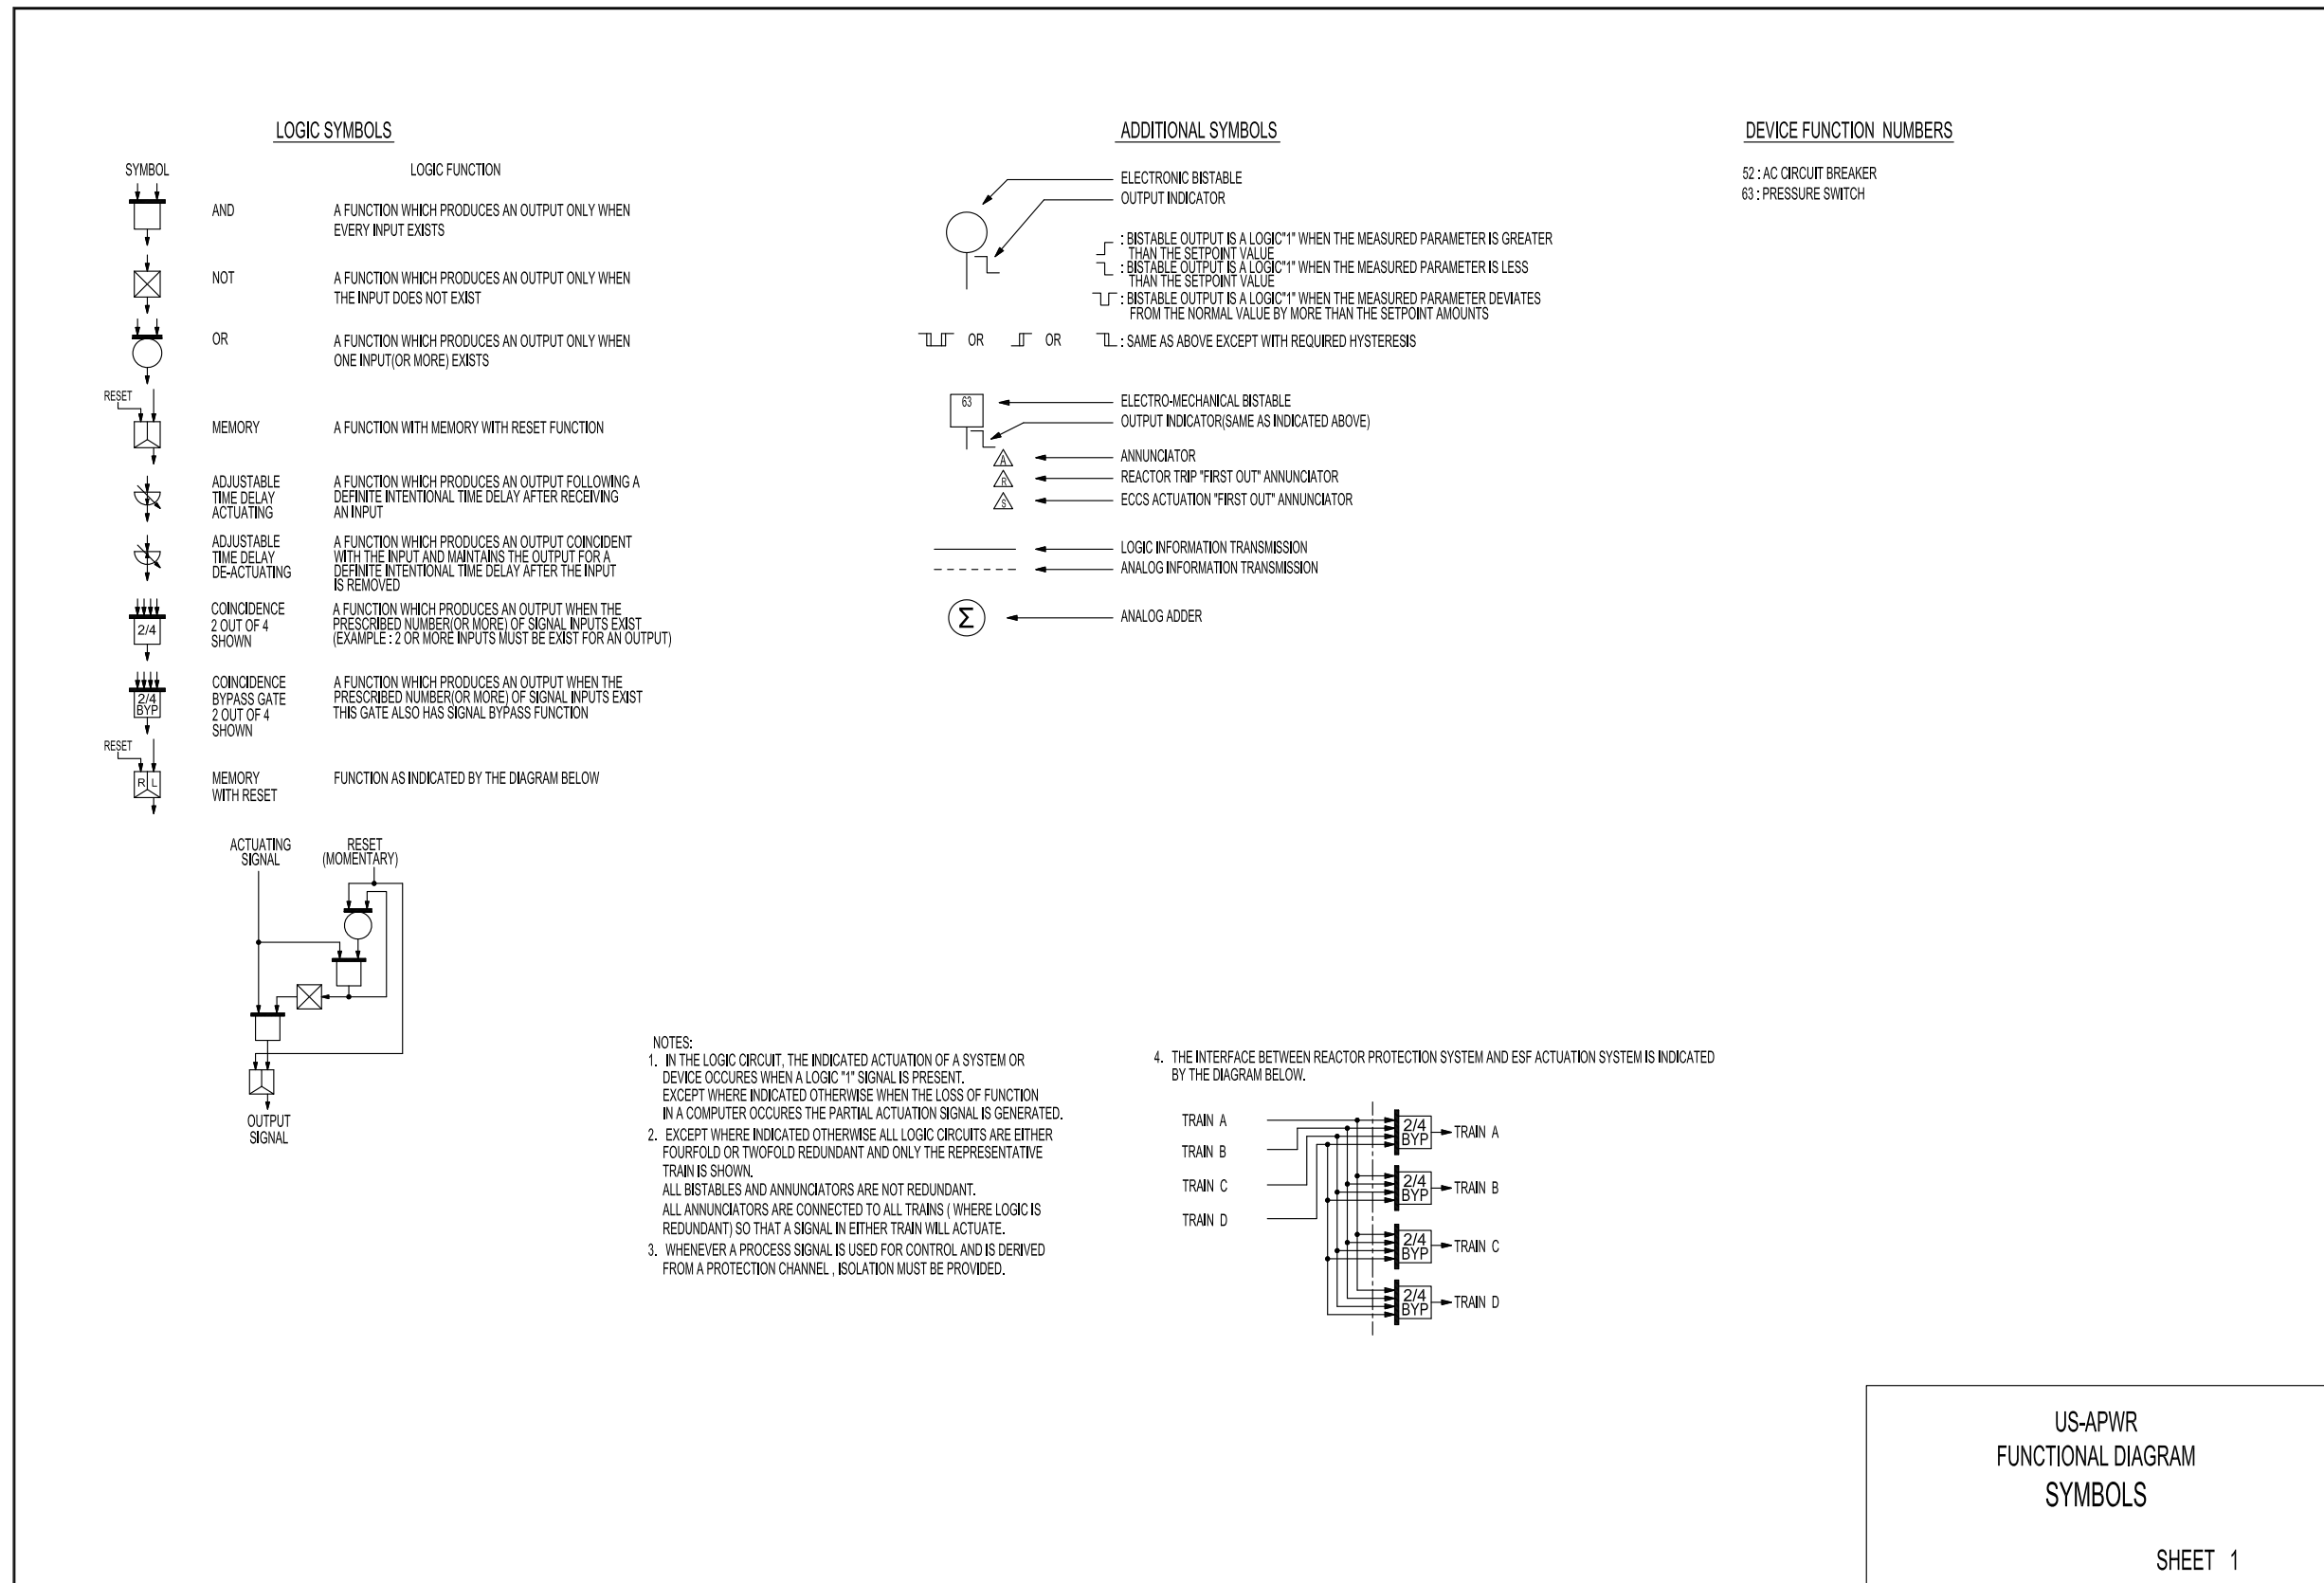 LOGIC SYMBOLS
SYMBOL
LOGIC FUNCTION
AND
A FUNCTION WHICH PRODUCES AN OUTPUT ONLY WHEN
EVERY INPUT EXISTS
NOT
A FUNCTION WHICH PRODUCES AN OUTPUT ONLY WHEN
THE INPUT DOES NOT EXIST
OR
A FUNCTION WHICH PRODUCES AN OUTPUT ONLY WHEN
ONE INPUT(OR MORE) EXISTS
RESET
MEMORY
A FUNCTION WITH MEMORY WITH RESET FUNCTION
ADJUSTABLE
TIME DELAY
ACTUATING
A FUNCTION WHICH PRODUCES AN OUTPUT FOLLOWING A
DEFINITE INTENTIONAL TIME DELAY AFTER RECEIVING
AN INPUT
ADJUSTABLE
TIME DELAY
DE-ACTUATING
A FUNCTION WHICH PRODUCES AN OUTPUT COINCIDENT
WITH THE INPUT AND MAINTAINS THE OUTPUT FOR A
DEFINITE INTENTIONAL TIME DELAY AFTER THE INPUT
IS REMOVED
2/4
COINCIDENCE
2 OUT OF 4
SHOWN
A FUNCTION WHICH PRODUCES AN OUTPUT WHEN THE
PRESCRIBED NUMBER(OR MORE) OF SIGNAL INPUTS EXIST
(EXAMPLE : 2 OR MORE INPUTS MUST BE EXIST FOR AN OUTPUT)
2/4
BYP
COINCIDENCE
BYPASS GATE
2 OUT OF 4
SHOWN
A FUNCTION WHICH PRODUCES AN OUTPUT WHEN THE
PRESCRIBED NUMBER(OR MORE) OF SIGNAL INPUTS EXIST
THIS GATE ALSO HAS SIGNAL BYPASS FUNCTION
RESET
R L
MEMORY
WITH RESET
FUNCTION AS INDICATED BY THE DIAGRAM BELOW
ACTUATING
SIGNAL
RESET
(MOMENTARY)
OUTPUT
SIGNAL
ADDITIONAL SYMBOLS
ELECTRONIC BISTABLE
OUTPUT INDICATOR
: BISTABLE OUTPUT IS A LOGIC"1" WHEN THE MEASURED PARAMETER IS GREATER
THAN THE SETPOINT VALUE
: BISTABLE OUTPUT IS A LOGIC"1" WHEN THE MEASURED PARAMETER IS LESS
THAN THE SETPOINT VALUE
: BISTABLE OUTPUT IS A LOGIC"1" WHEN THE MEASURED PARAMETER DEVIATES
FROM THE NORMAL VALUE BY MORE THAN THE SETPOINT AMOUNTS
OR OR : SAME AS ABOVE EXCEPT WITH REQUIRED HYSTERESIS
63
ELECTRO-MECHANICAL BISTABLE
OUTPUT INDICATOR(SAME AS INDICATED ABOVE)
A ANNUNCIATOR
R REACTOR TRIP "FIRST OUT" ANNUNCIATOR
S ECCS ACTUATION "FIRST OUT" ANNUNCIATOR
LOGIC INFORMATION TRANSMISSION
ANALOG INFORMATION TRANSMISSION
Σ ANALOG ADDER
DEVICE FUNCTION NUMBERS
52 : AC CIRCUIT BREAKER
63 : PRESSURE SWITCH
NOTES:
1. IN THE LOGIC CIRCUIT, THE INDICATED ACTUATION OF A SYSTEM OR
DEVICE OCCURES WHEN A LOGIC "1" SIGNAL IS PRESENT.
EXCEPT WHERE INDICATED OTHERWISE WHEN THE LOSS OF FUNCTION
IN A COMPUTER OCCURES THE PARTIAL ACTUATION SIGNAL IS GENERATED.
2. EXCEPT WHERE INDICATED OTHERWISE ALL LOGIC CIRCUITS ARE EITHER
FOURFOLD OR TWOFOLD REDUNDANT AND ONLY THE REPRESENTATIVE
TRAIN IS SHOWN.
ALL BISTABLES AND ANNUNCIATORS ARE NOT REDUNDANT.
ALL ANNUNCIATORS ARE CONNECTED TO ALL TRAINS ( WHERE LOGIC IS
REDUNDANT) SO THAT A SIGNAL IN EITHER TRAIN WILL ACTUATE.
3. WHENEVER A PROCESS SIGNAL IS USED FOR CONTROL AND IS DERIVED
FROM A PROTECTION CHANNEL , ISOLATION MUST BE PROVIDED.
4. THE INTERFACE BETWEEN REACTOR PROTECTION SYSTEM AND ESF ACTUATION SYSTEM IS INDICATED
BY THE DIAGRAM BELOW.
TRAIN A
TRAIN B
TRAIN C
TRAIN D
2/4
BYP
TRAIN A
2/4
BYP
TRAIN B
2/4
BYP
TRAIN C
2/4
BYP
TRAIN D
US-APWR
FUNCTIONAL DIAGRAM
SYMBOLS
SHEET 1